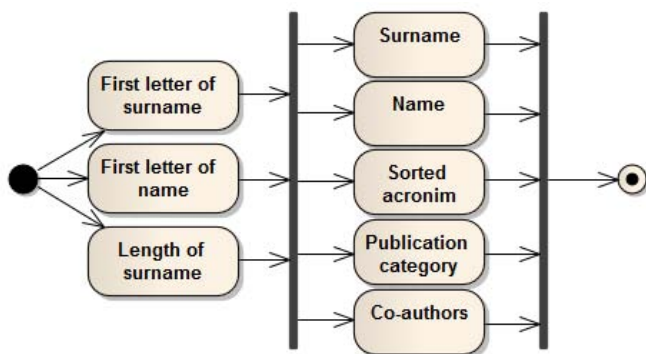 First letter of
surname
First letter of
name
Length of
surname
Surname
Name
Sorted
acronim
Publication
category
Co-authors